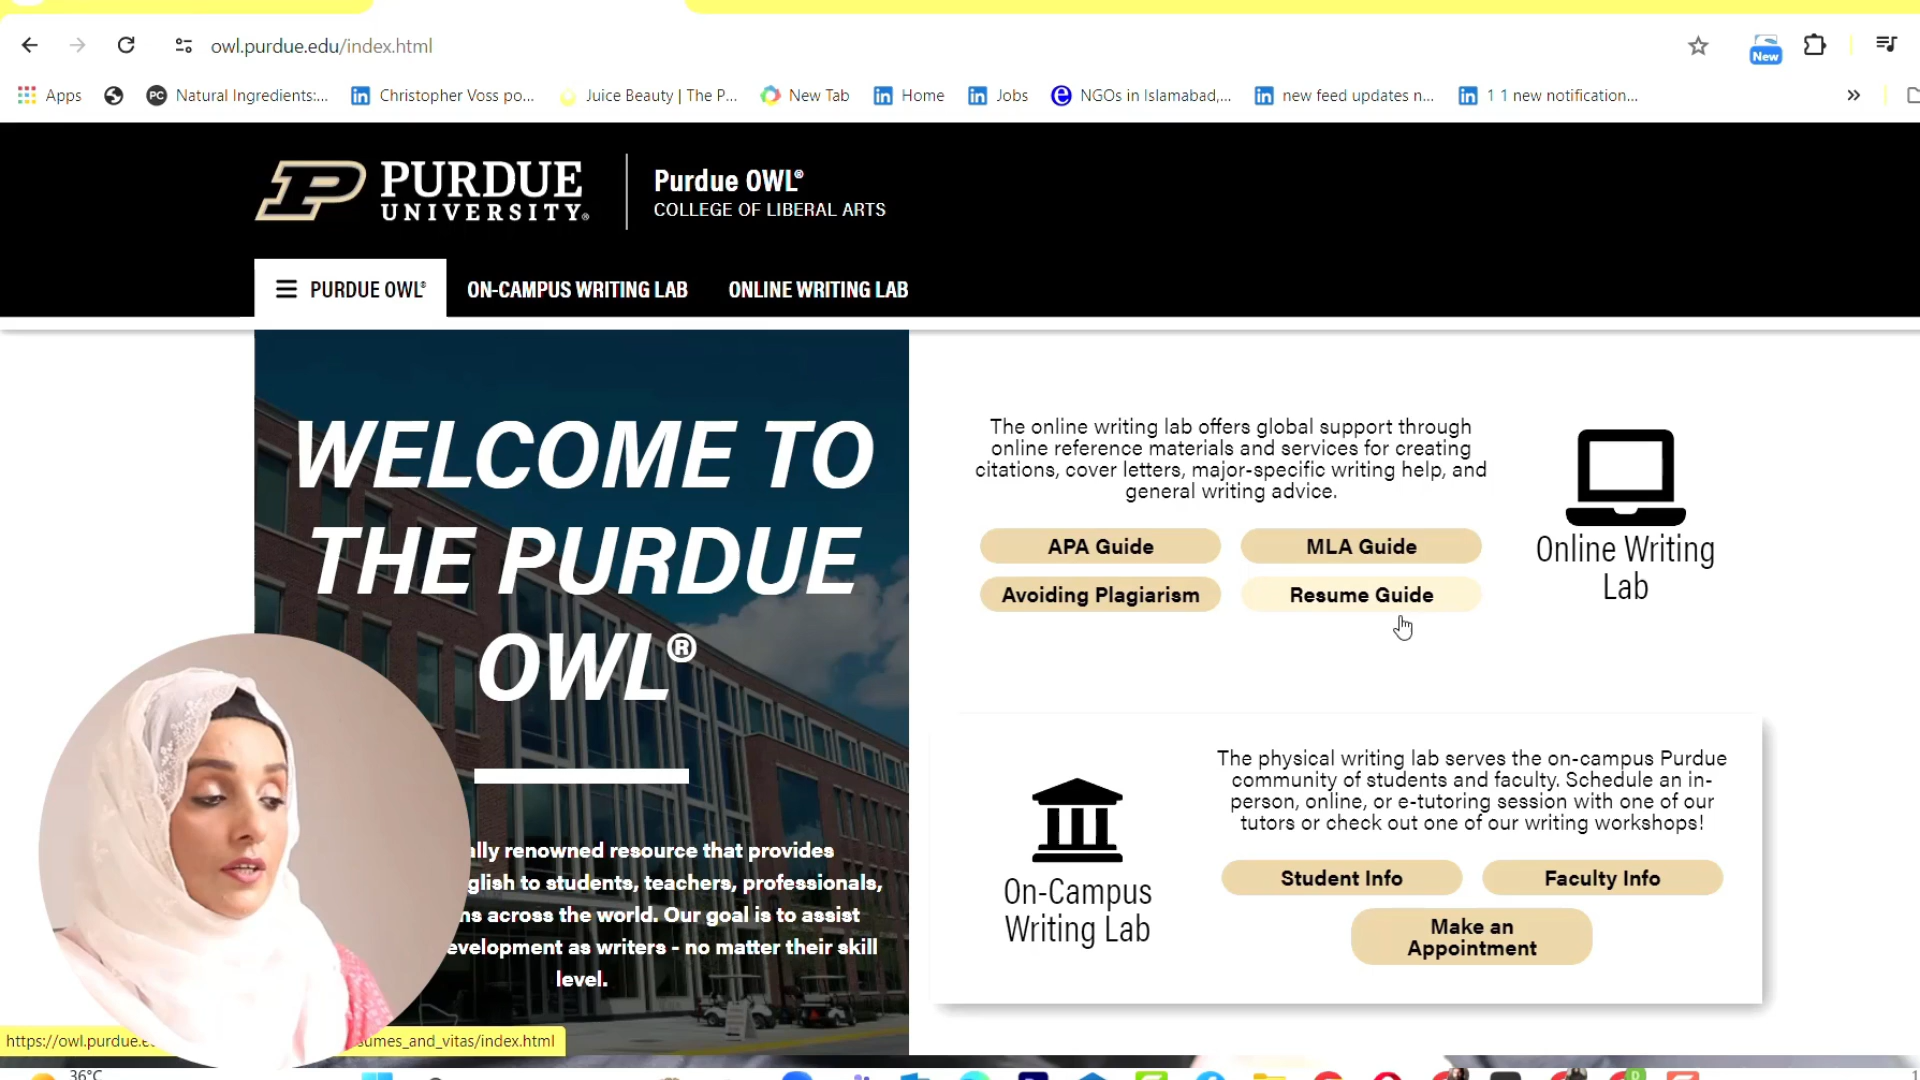 owl.purdue.edu/index.html
New
Apps
Natural Ingredients:...
Christopher Voss po...
Juice Beauty | The P...
New Tab
Home
Jobs
NGOs in Islamabad,...
new feed updates n...
1 1 new notification...
PURDUE
UNIVERSITY®
Purdue OWL®
COLLEGE OF LIBERAL ARTS
PURDUE OWL®
ON-CAMPUS WRITING LAB
ONLINE WRITING LAB
WELCOME TO
THE PURDUE
OWL®
ally renowned resource that provides
glish to students, teachers, professionals,
ns across the world. Our goal is to assist
evelopment as writers - no matter their skill
level.
The online writing lab offers global support through
online reference materials and services for creating
citations, cover letters, major-specific writing help, and
general writing advice.
APA Guide
MLA Guide
Avoiding Plagiarism
Resume Guide
Online Writing
Lab
The physical writing lab serves the on-campus Purdue
community of students and faculty. Schedule an in-
person, online, or e-tutoring session with one of our
tutors or check out one of our writing workshops!
On-Campus
Writing Lab
Student Info
Faculty Info
Make an
Appointment
https://owl.purdue.e
sumes_and_vitas/index.html
36°C